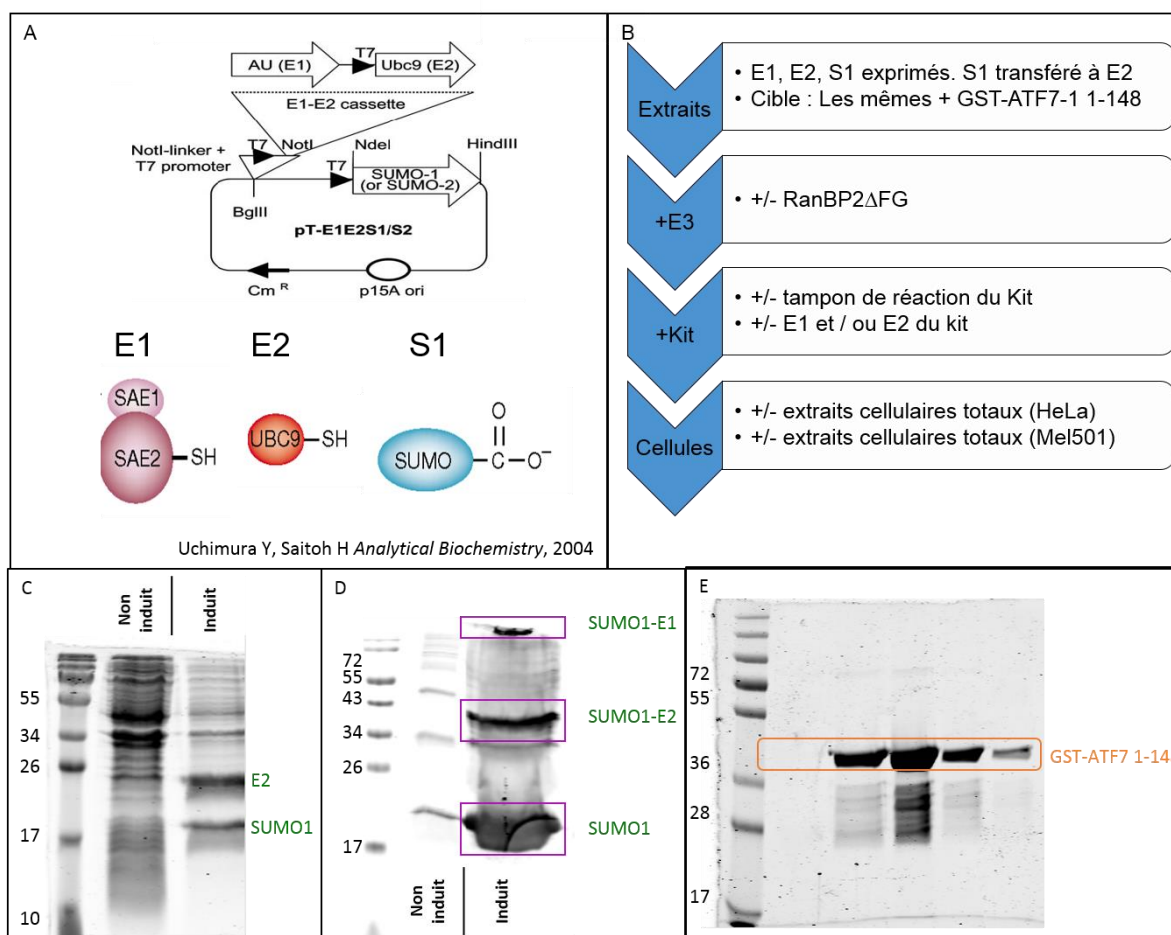 A
T7
AU (E1)
Ubc9 (E2)
E1-E2 cassette
NotI-linker +
T7 promoter
T7
NotI
NdeI
HindIII
T7
SUMO-1
(or SUMO-2)
BglII
pT-E1E2S1/S2
Cm R
p15A ori
E1
E2
S1
SAE1
SAE2
SH
UBC9
SH
SUMO
C
O
O-
Uchimura Y, Saitoh H Analytical Biochemistry, 2004
B
Extraits
• E1, E2, S1 exprimés. S1 transféré à E2
• Cible : Les mêmes + GST-ATF7-1 1-148
+E3
• +/- RanBP2ΔFG
+Kit
• +/- tampon de réaction du Kit
• +/- E1 et / ou E2 du kit
Cellules
• +/- extraits cellulaires totaux (HeLa)
• +/- extraits cellulaires totaux (Mel501)
C
Non
induit
Induit
55
34
26
17
10
E2
SUMO1
D
72
55
43
34
26
17
SUMO1-E1
SUMO1-E2
SUMO1
Non
induit
Induit
E
72
55
36
28
17
GST-ATF7 1-14